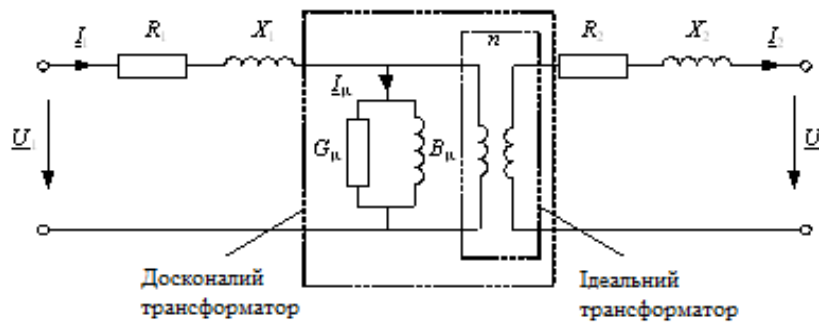 I₁ R₁ X₁ n R₂ X₂ I₂
Iμ
U₁ Gμ Bμ U
Досконалий
трансформатор
Ідеальний
трансформатор